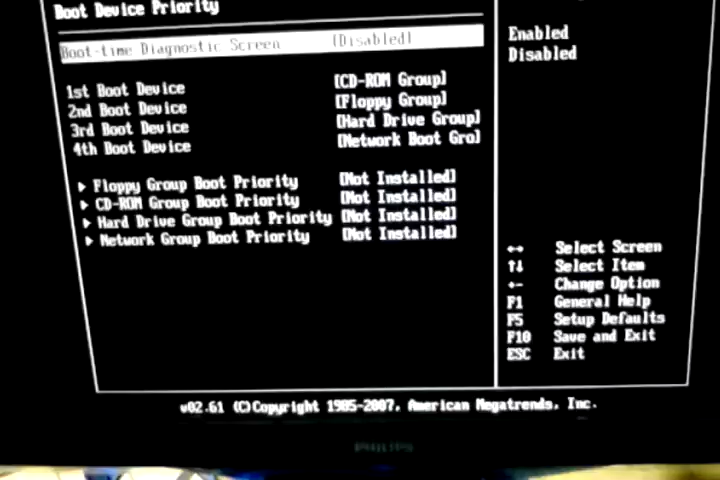 Boot Device Priority
Boot-time Diagnostic Screen [Disabled]
1st Boot Device [CD-ROM Group]
2nd Boot Device [Floppy Group]
3rd Boot Device [Hard Drive Group]
4th Boot Device [Network Boot Gro]
Floppy Group Boot Priority [Not Installed]
CD-ROM Group Boot Priority [Not Installed]
Hard Drive Group Boot Priority [Not Installed]
Network Group Boot Priority [Not Installed]
Enabled
Disabled
↔ Select Screen
↑↓ Select Item
+- Change Option
F1 General Help
F5 Setup Defaults
F10 Save and Exit
ESC Exit
v02.61 (C)Copyright 1985-2007, American Megatrends, Inc.
PHILIPS